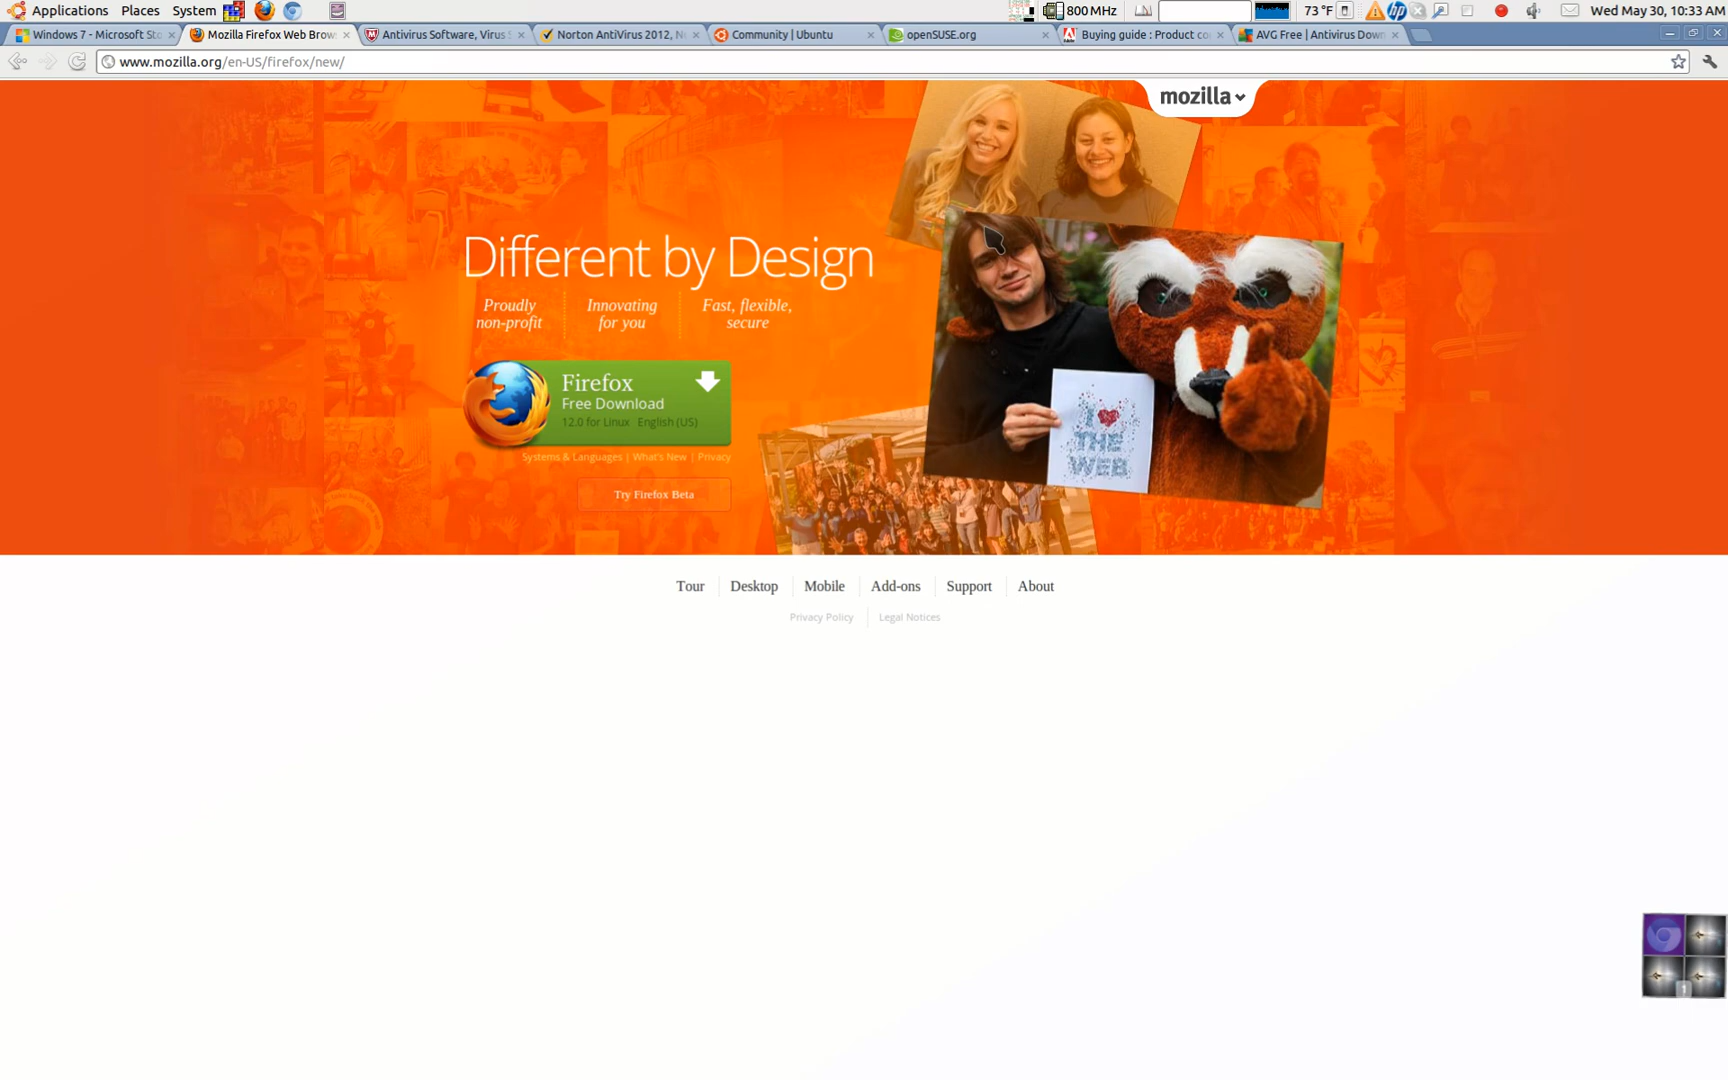 Applications Places System 800 MHz 73 °F Wed May 30, 10:33 AM
Windows 7 - Microsoft Sto Mozilla Firefox Web Brow Antivirus Software, Virus S Norton AntiVirus 2012, N Community | Ubuntu openSUSE.org Buying guide : Product co AVG Free | Antivirus Down
www.mozilla.org/en-US/firefox/new/
mozilla
Different by Design
Proudly non-profit
Innovating for you
Fast, flexible, secure
Firefox
Free Download
12.0 for Linux English (US)
Systems & Languages | What's New | Privacy
Try Firefox Beta
I
THE
WEB
Tour Desktop Mobile Add-ons Support About
Privacy Policy Legal Notices
1